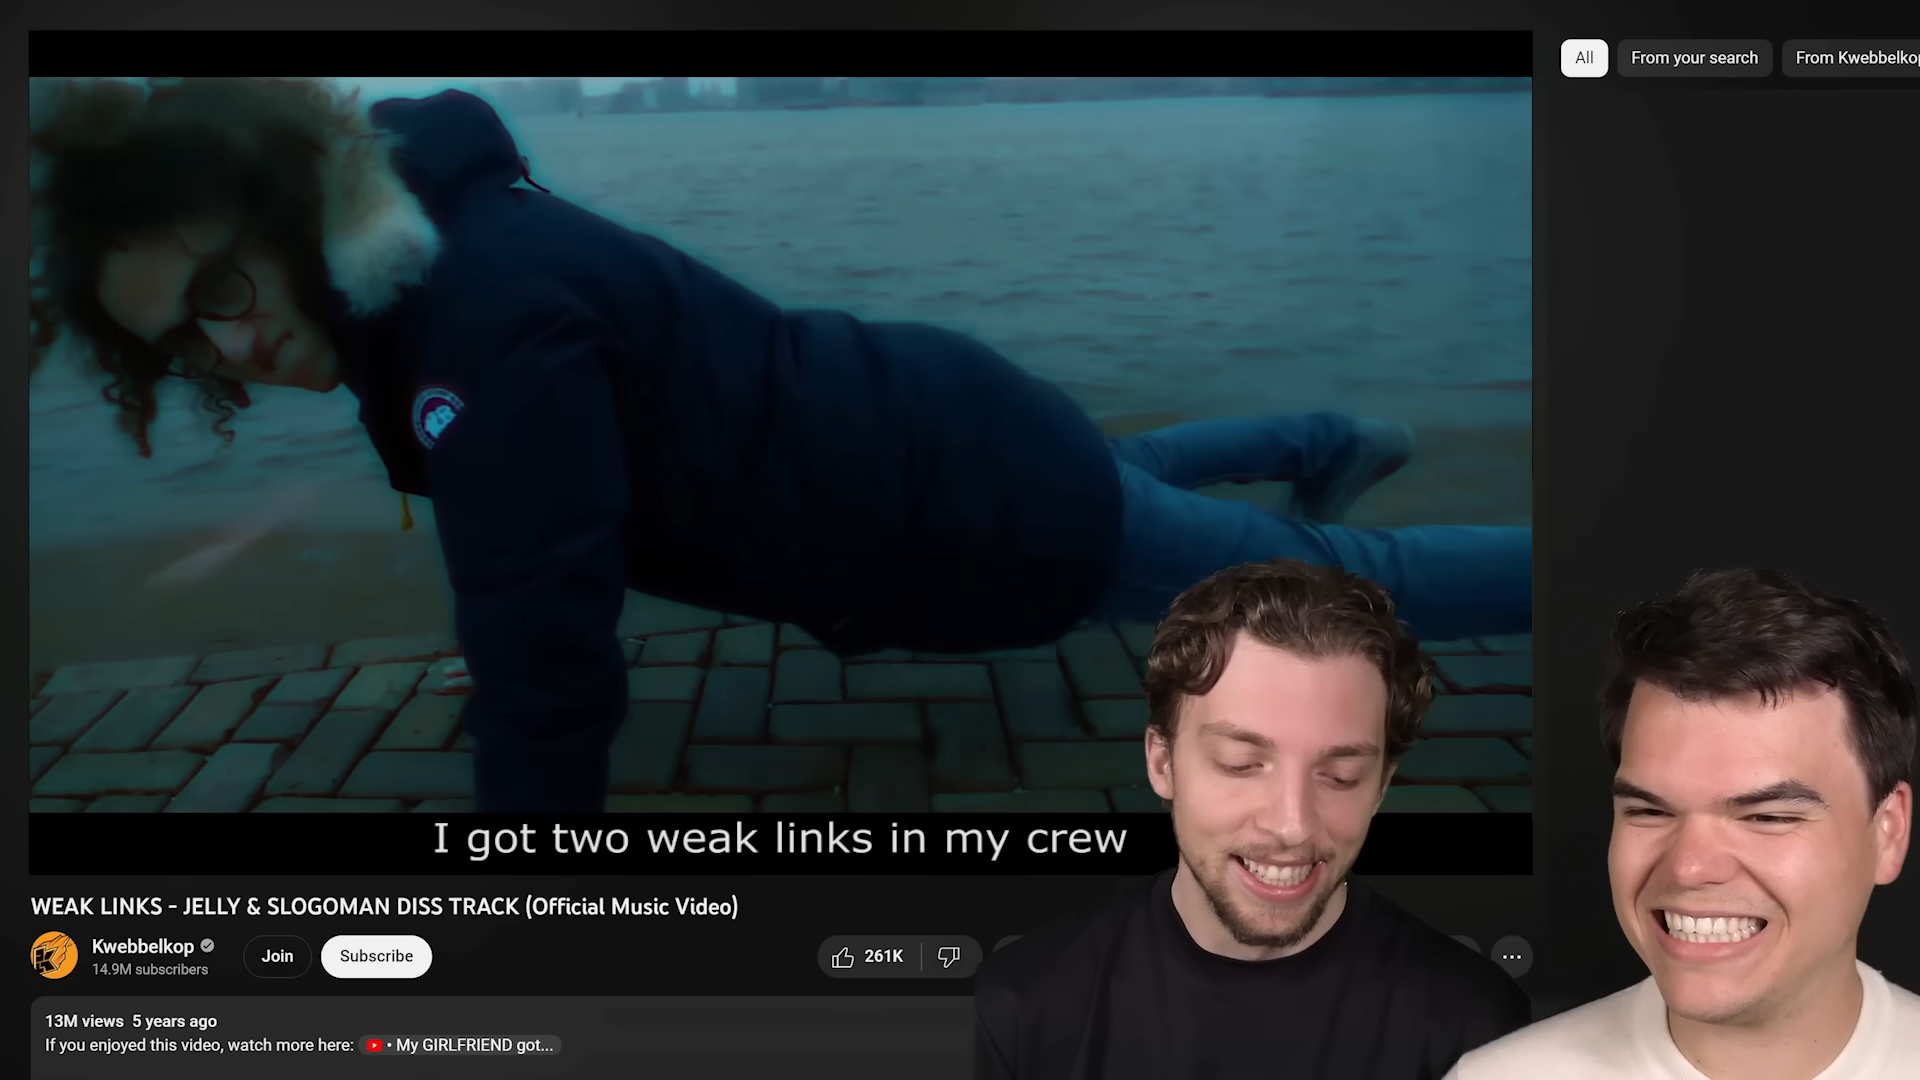 All
From your search
From Kwebbelkop
I got two weak links in my crew
WEAK LINKS - JELLY & SLOGOMAN DISS TRACK (Official Music Video)
Kwebbelkop
14.9M subscribers
Join
Subscribe
261K
13M views 5 years ago
If you enjoyed this video, watch more here: • My GIRLFRIEND got...